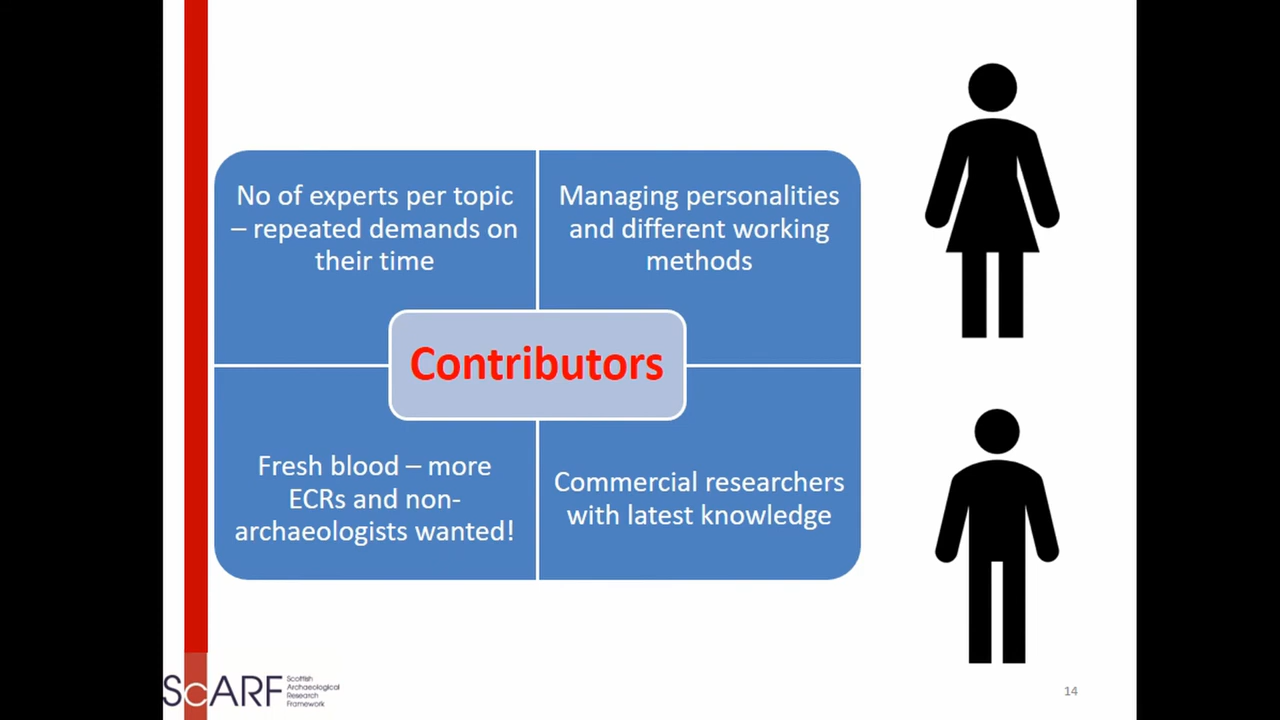 No of experts per topic
– repeated demands on
their time
Managing personalities
and different working
methods
Contributors
Fresh blood – more
ECRs and non-
archaeologists wanted!
Commercial researchers
with latest knowledge
ScARF
Scottish
Archaeological
Research
Framework
14